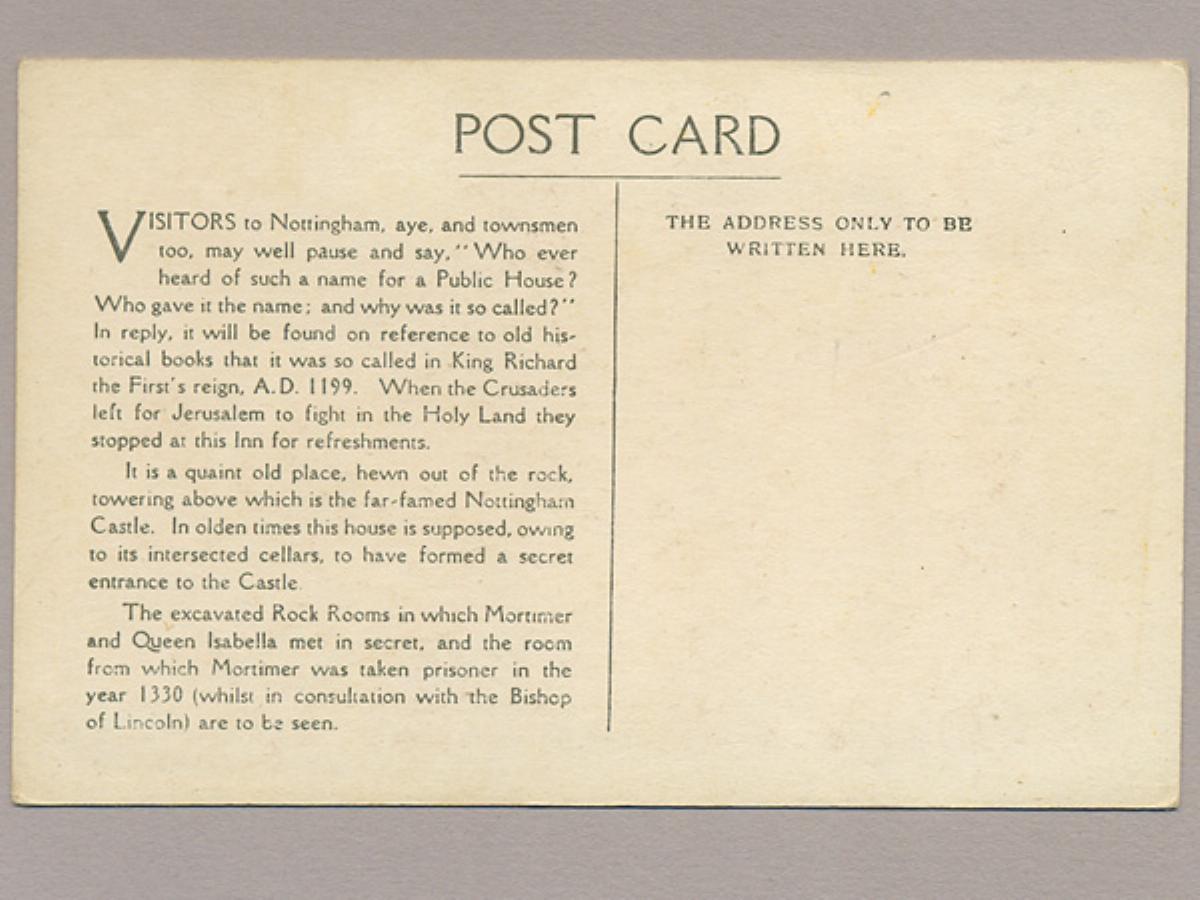 POST CARD
VISITORS to Nottingham, aye, and townsmen
too, may well pause and say, "Who ever
heard of such a name for a Public House?
Who gave it the name; and why was it so called?"
In reply, it will be found on reference to old his-
torical books that it was so called in King Richard
the First's reign, A.D. 1199. When the Crusaders
left for Jerusalem to fight in the Holy Land they
stopped at this Inn for refreshments.
It is a quaint old place, hewn out of the rock,
towering above which is the far-famed Nottingham
Castle. In olden times this house is supposed, owing
to its intersected cellars, to have formed a secret
entrance to the Castle.
The excavated Rock Rooms in which Mortimer
and Queen Isabella met in secret, and the room
from which Mortimer was taken prisoner in the
year 1330 (whilst in consultation with the Bishop
of Lincoln) are to be seen.
THE ADDRESS ONLY TO BE
WRITTEN HERE.